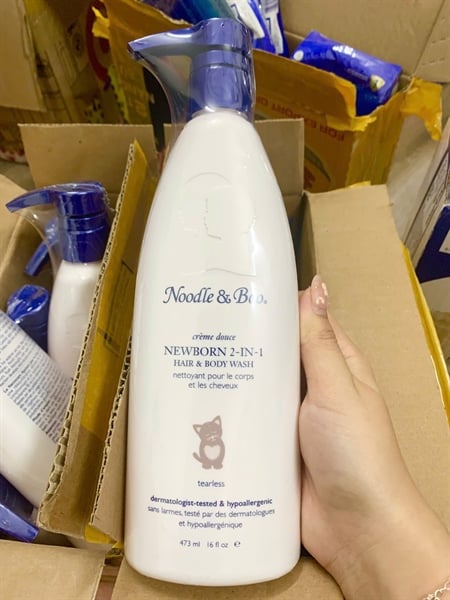 Noodle & Boo.
crème douce
NEWBORN 2-IN-1
HAIR & BODY WASH
nettoyant pour le corps
et les cheveux
tearless
dermatologist-tested & hypoallergenic
sans larmes, testé par des dermatologues
et hypoallergénique
473 ml 16 fl oz e